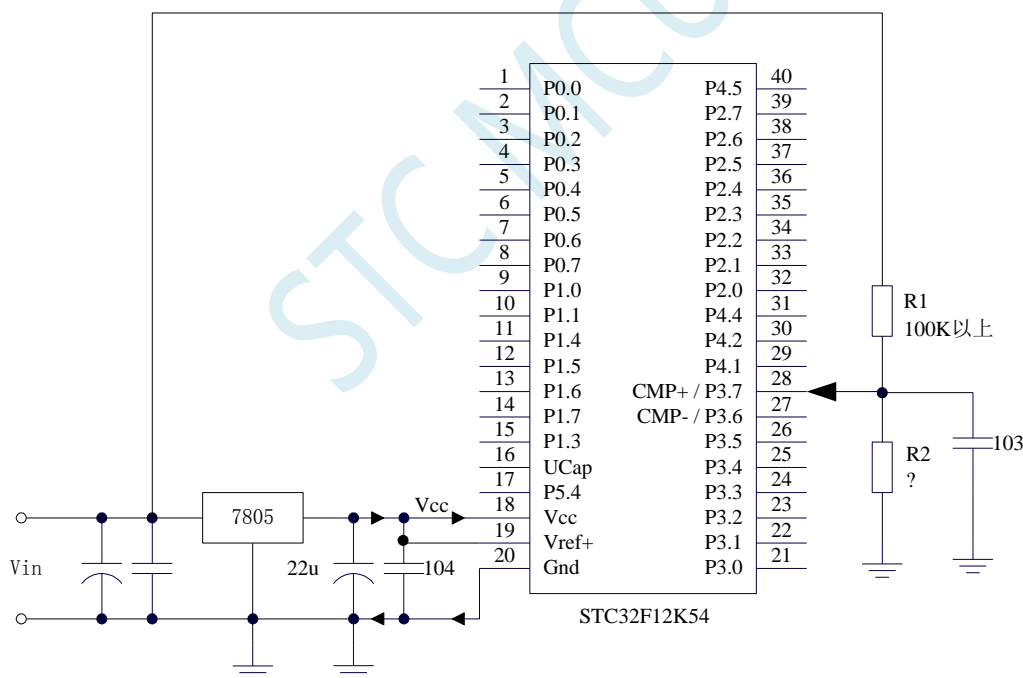 STC MCU
1 P0.0 P4.5 40
2 P0.1 P2.7 39
3 P0.2 P2.6 38
4 P0.3 P2.5 37
5 P0.4 P2.4 36
6 P0.5 P2.3 35
7 P0.6 P2.2 34
8 P0.7 P2.1 33
9 P1.0 P2.0 32
10 P1.1 P4.4 31
11 P1.4 P4.2 30
12 P1.5 P4.1 29
13 P1.6 CMP+ / P3.7 28
14 P1.7 CMP- / P3.6 27
15 P1.3 P3.5 26
16 UCap P3.4 25
17 P5.4 P3.3 24
18 Vcc P3.2 23
19 Vref+ P3.1 22
20 Gnd P3.0 21
R1
100K以上
R2
?
103
7805
Vcc
Vin
22u
104
STC32F12K54